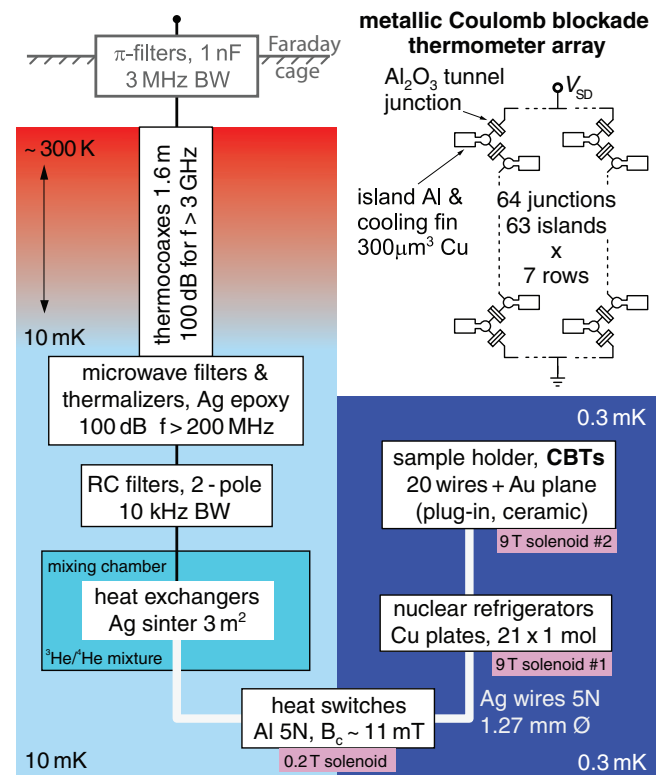 π-filters, 1 nF
3 MHz BW
Faraday
cage
~ 300 K
10 mK
thermocoaxes 1.6 m
100 dB for f > 3 GHz
microwave filters &
thermalizers, Ag epoxy
100 dB f > 200 MHz
RC filters, 2 - pole
10 kHz BW
mixing chamber
heat exchangers
Ag sinter 3 m²
³He/⁴He mixture
heat switches
Al 5N, B_c ~ 11 mT
0.2 T solenoid
10 mK
metallic Coulomb blockade
thermometer array
Al₂O₃ tunnel
junction
V_SD
island Al &
cooling fin
300µm³ Cu
64 junctions
63 islands
x
7 rows
0.3 mK
sample holder, CBTs
20 wires + Au plane
(plug-in, ceramic)
9 T solenoid #2
nuclear refrigerators
Cu plates, 21 x 1 mol
9 T solenoid #1
Ag wires 5N
1.27 mm Ø
0.3 mK